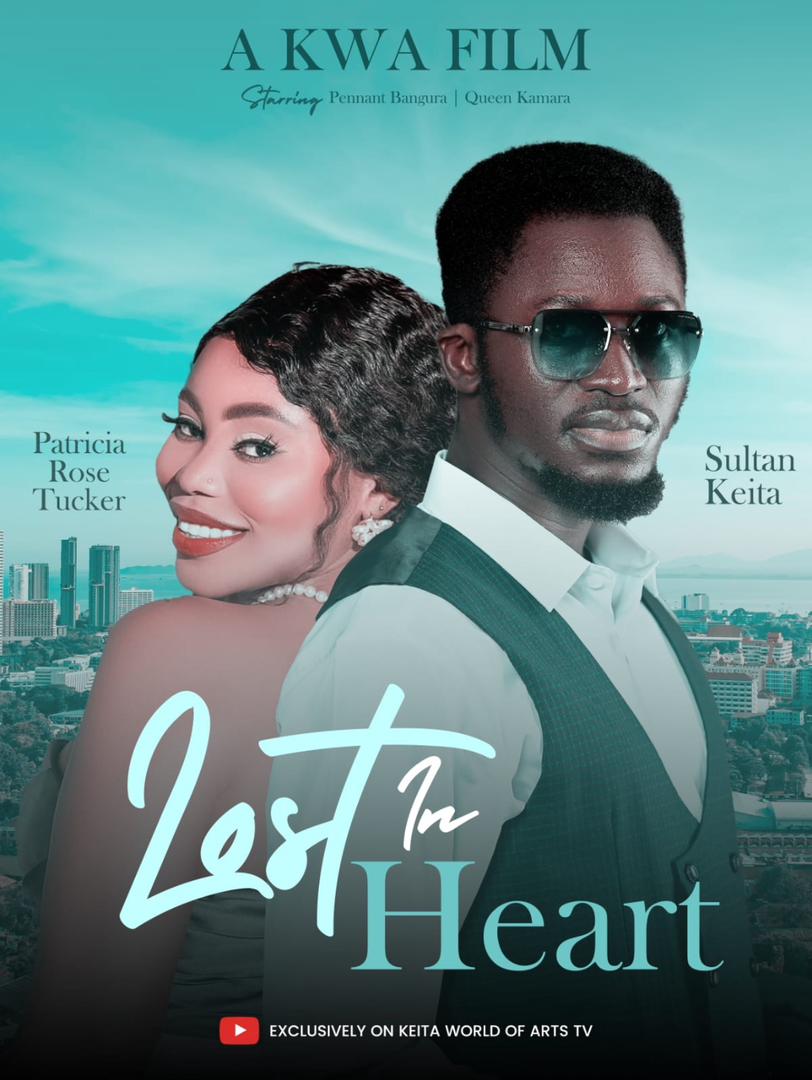 A KWA FILM
Starring Pennant Bangura | Queen Kamara
Patricia
Rose
Tucker
Sultan
Keita
Lost
In
Heart
EXCLUSIVELY ON KEITA WORLD OF ARTS TV